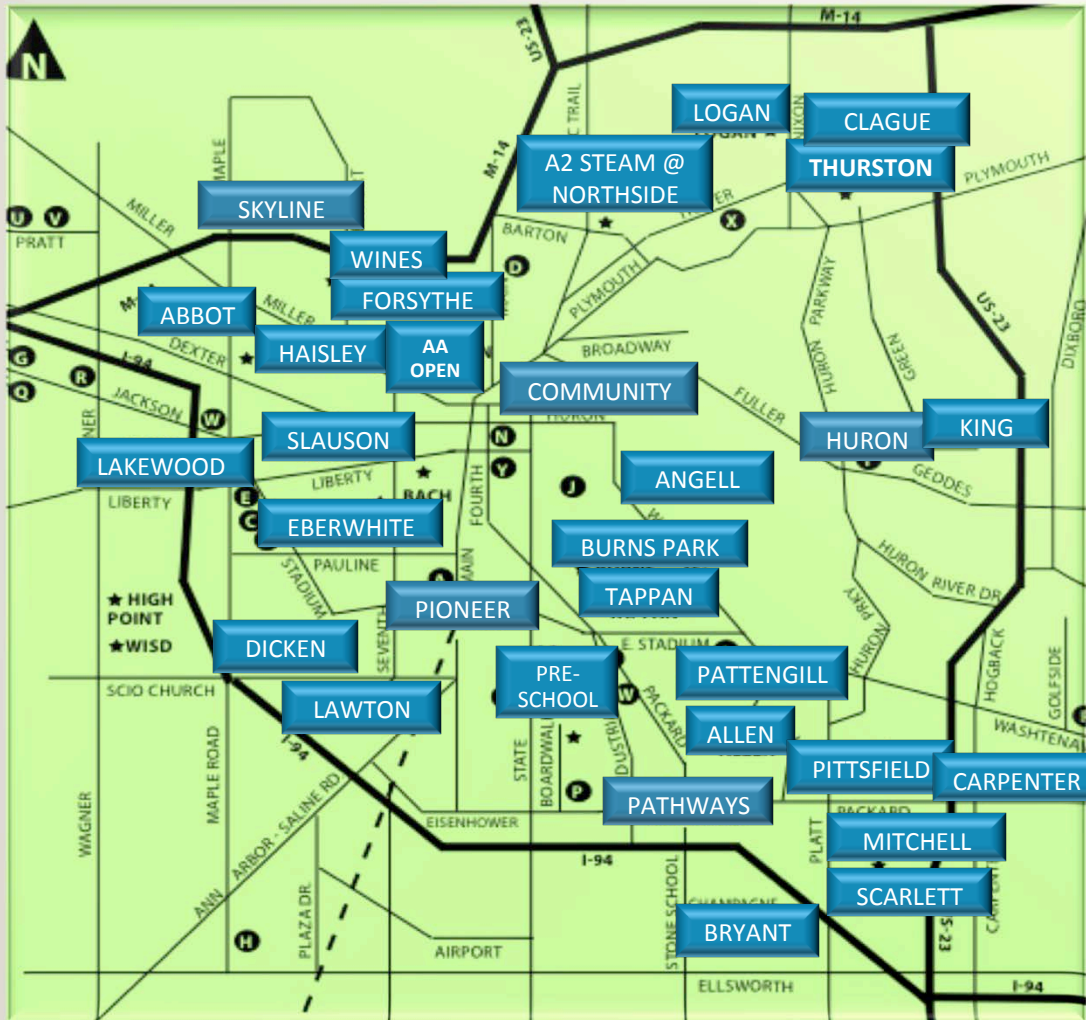 M-14
US-23
N
C TRAIL
LOGAN
CLAGUE
NIXON
MAPLE
A2 STEAM @
NORTHSIDE
THURSTON
PLYMOUTH
M-14
SKYLINE
MILLER
U
V
PRATT
BARTON
X
WINES
D
FORSYTHE
PLYMOUTH
HURON PARKWAY
US-23
DIXBORO
ABBOT
MILLER
GREEN
HAISLEY
AA
OPEN
BROADWAY
DEXTER
I-94
G
R
Q
COMMUNITY
FULLER
JACKSON
W
HURON
SLAUSON
N
HURON
KING
LAKEWOOD
Y
LIBERTY
BACH
FOURTH
J
ANGELL
GEDDES
LIBERTY
E
C
EBERWHITE
BURNS PARK
PAULINE
STADIUM
MAIN
HURON RIVER DR.
HIGH
POINT
PIONEER
TAPPAN
PRKY
HURON
WISD
DICKEN
SEVENTH
E. STADIUM
PRE-
SCHOOL
PATTENGILL
HOGBACK
GOLFSIDE
SCIO CHURCH
LAWTON
W
PACKARD
WASHTENAW
ALLEN
I-94
MAPLE ROAD
STATE
BOARDWALK
PITTSFIELD
CARPENTER
P
PATHWAYS
PACKARD
WAGNER
ANN ARBOR - SALINE RD.
EISENHOWER
PLATT
MITCHELL
I-94
STONE SCHOOL
SCARLETT
CHAMPAGNE
BRYANT
PLAZA DR.
H
AIRPORT
ELLSWORTH
I-94